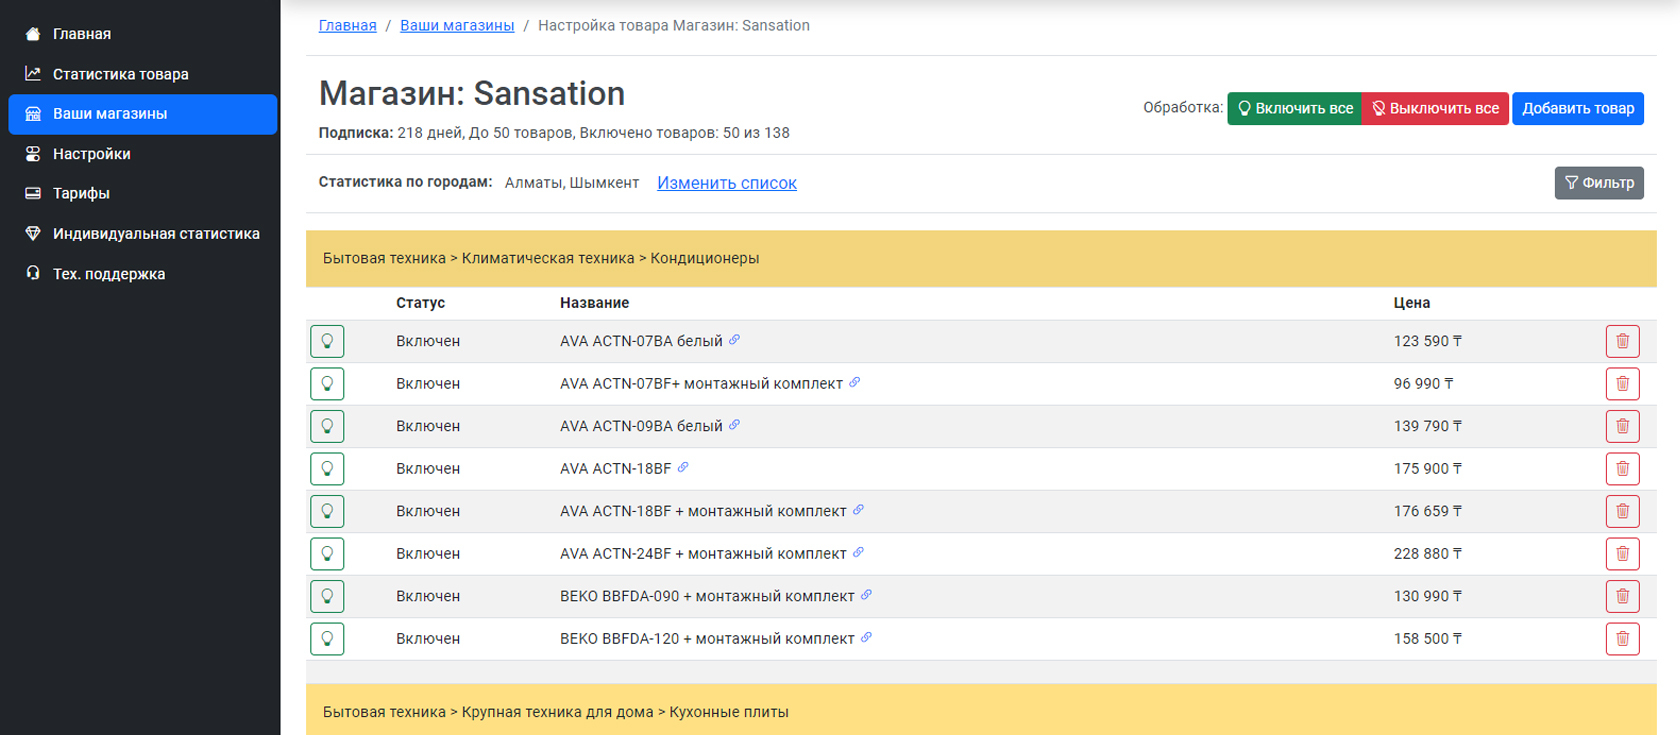 Главная
Статистика товара
Ваши магазины
Настройки
Тарифы
Индивидуальная статистика
Тех. поддержка
Главная / Ваши магазины / Настройка товара Магазин: Sansation
Магазин: Sansation
Подписка: 218 дней, До 50 товаров, Включено товаров: 50 из 138
Обработка: Включить все Выключить все Добавить товар
Статистика по городам: Алматы, Шымкент Изменить список
Фильтр
Бытовая техника > Климатическая техника > Кондиционеры
Статус Название Цена
Включен AVA ACTN-07BA белый 123 590 ₸
Включен AVA ACTN-07BF+ монтажный комплект 96 990 ₸
Включен AVA ACTN-09BA белый 139 790 ₸
Включен AVA ACTN-18BF 175 900 ₸
Включен AVA ACTN-18BF + монтажный комплект 176 659 ₸
Включен AVA ACTN-24BF + монтажный комплект 228 880 ₸
Включен BEKO BBFDA-090 + монтажный комплект 130 990 ₸
Включен BEKO BBFDA-120 + монтажный комплект 158 500 ₸
Бытовая техника > Крупная техника для дома > Кухонные плиты